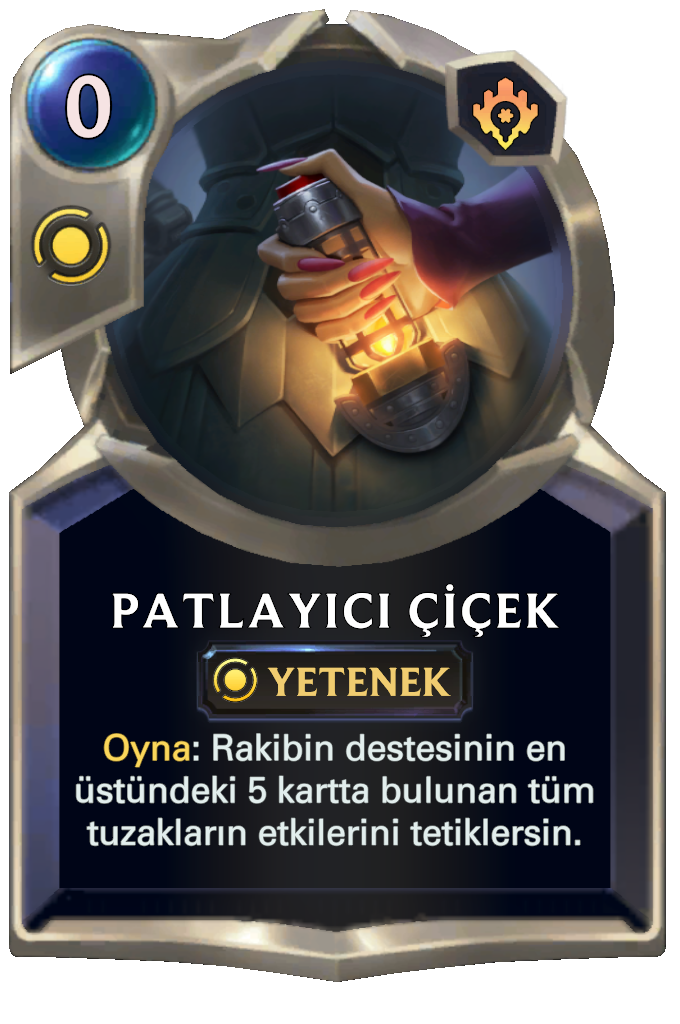 0
PATLAYICI ÇİÇEK
YETENEK
Oyna: Rakibin destesinin en
üstündeki 5 kartta bulunan tüm
tuzakların etkilerini tetiklersin.